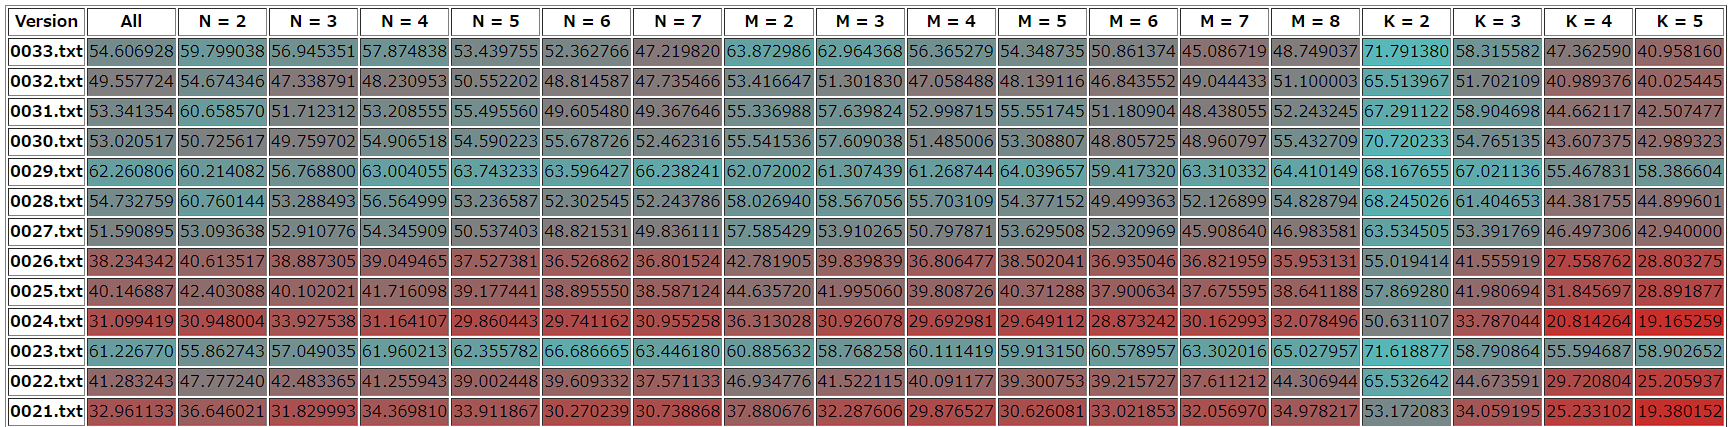 Version All N = 2 N = 3 N = 4 N = 5 N = 6 N = 7 M = 2 M = 3 M = 4 M = 5 M = 6 M = 7 M = 8 K = 2 K = 3 K = 4 K = 5
0033.txt 54.606928 59.799038 56.945351 57.874838 53.439755 52.362766 47.219820 63.872986 62.964368 56.365279 54.348735 50.861374 45.086719 48.749037 71.791380 58.315582 47.362590 40.958160
0032.txt 49.557724 54.674346 47.338791 48.230953 50.552202 48.814587 47.735466 53.416647 51.301830 47.058488 48.139116 46.843552 49.044433 51.100003 65.513967 51.702109 40.989376 40.025445
0031.txt 53.341354 60.658570 51.712312 53.208555 55.495560 49.605480 49.367646 55.336988 57.639824 52.998715 55.551745 51.180904 48.438055 52.243245 67.291122 58.904698 44.662117 42.507477
0030.txt 53.020517 50.725617 49.759702 54.906518 54.590223 55.678726 52.462316 55.541536 57.609038 51.485006 53.308807 48.805725 48.960797 55.432709 70.720233 54.765135 43.607375 42.989323
0029.txt 62.260806 60.214082 56.768800 63.004055 63.743233 63.596427 66.238241 62.072002 61.307439 61.268744 64.039657 59.417320 63.310332 64.410149 68.167655 67.021136 55.467831 58.386604
0028.txt 54.732759 60.760144 53.288493 56.564999 53.236587 52.302545 52.243786 58.026940 58.567056 55.703109 54.377152 49.499363 52.126899 54.828794 68.245026 61.404653 44.381755 44.899601
0027.txt 51.590895 53.093638 52.910776 54.345909 50.537403 48.821531 49.836111 57.585429 53.910265 50.797871 53.629508 52.320969 45.908640 46.983581 63.534505 53.391769 46.497306 42.940000
0026.txt 38.234342 40.613517 38.887305 39.049465 37.527381 36.526862 36.801524 42.781905 39.839839 36.806477 38.502041 36.935046 36.821959 35.953131 55.019414 41.555919 27.558762 28.803275
0025.txt 40.146887 42.403088 40.102021 41.716098 39.177441 38.895550 38.587124 44.635720 41.995060 39.808726 40.371288 37.900634 37.675595 38.641188 57.869280 41.980694 31.845697 28.891877
0024.txt 31.099419 30.948004 33.927538 31.164107 29.860443 29.741162 30.955258 36.313028 30.926078 29.692981 29.649112 28.873242 30.162993 32.078496 50.631107 33.787044 20.814264 19.165259
0023.txt 61.226770 55.862743 57.049035 61.960213 62.355782 66.686665 63.446180 60.885632 58.768258 60.111419 59.913150 60.578957 63.302016 65.027957 71.618877 58.790864 55.594687 58.902652
0022.txt 41.283243 47.777240 42.483365 41.255943 39.002448 39.609332 37.571133 46.934776 41.522115 40.091177 39.300753 39.215727 37.611212 44.306944 65.532642 44.673591 29.720804 25.205937
0021.txt 32.961133 36.646021 31.829993 34.369810 33.911867 30.270239 30.738868 37.880676 32.287606 29.876527 30.626081 33.021853 32.056970 34.978217 53.172083 34.059195 25.233102 19.380152